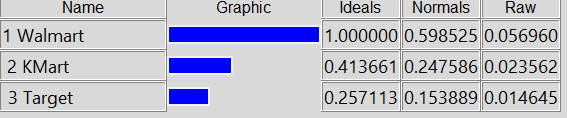 Name Graphic Ideals Normals Raw
1 Walmart 1.000000 0.598525 0.056960
2 KMart 0.413661 0.247586 0.023562
3 Target 0.257113 0.153889 0.014645